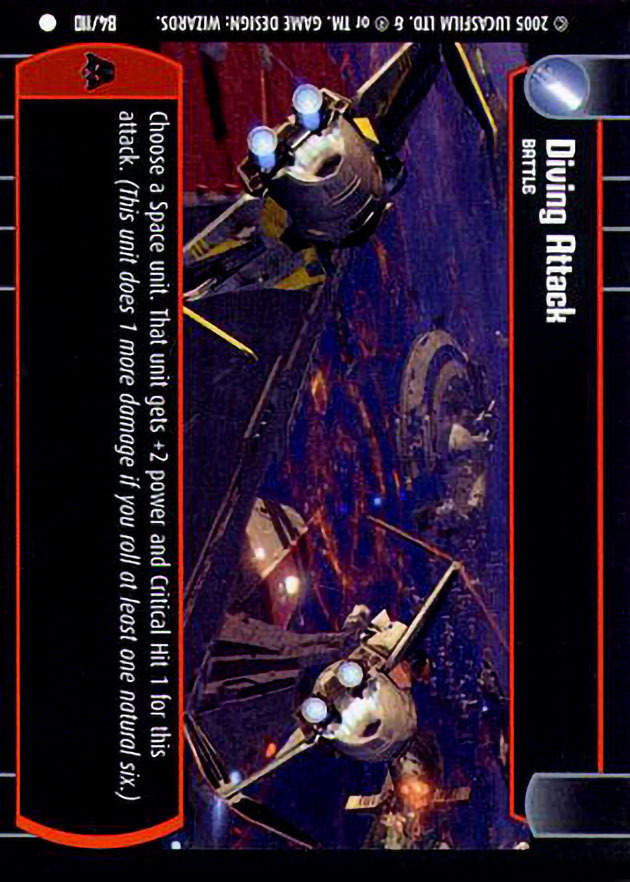 Diving Attack
BATTLE
Choose a Space unit. That unit gets +2 power and Critical Hit 1 for this
attack. (This unit does 1 more damage if you roll at least one natural six.)
© 2005 LUCASFILM LTD. & ® or TM. GAME DESIGN: WIZARDS.
84/110